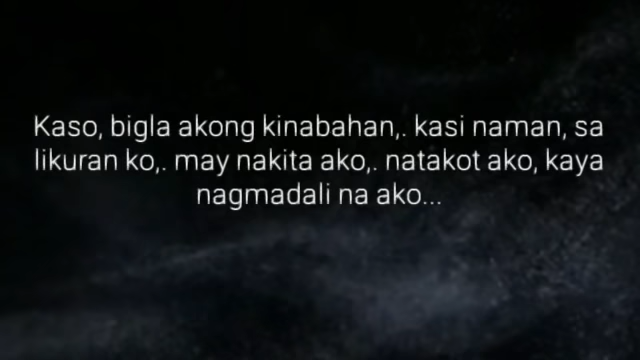 Kaso, bigla akong kinabahan,. kasi naman, sa
likuran ko,. may nakita ako,. natakot ako, kaya
nagmadali na ako...